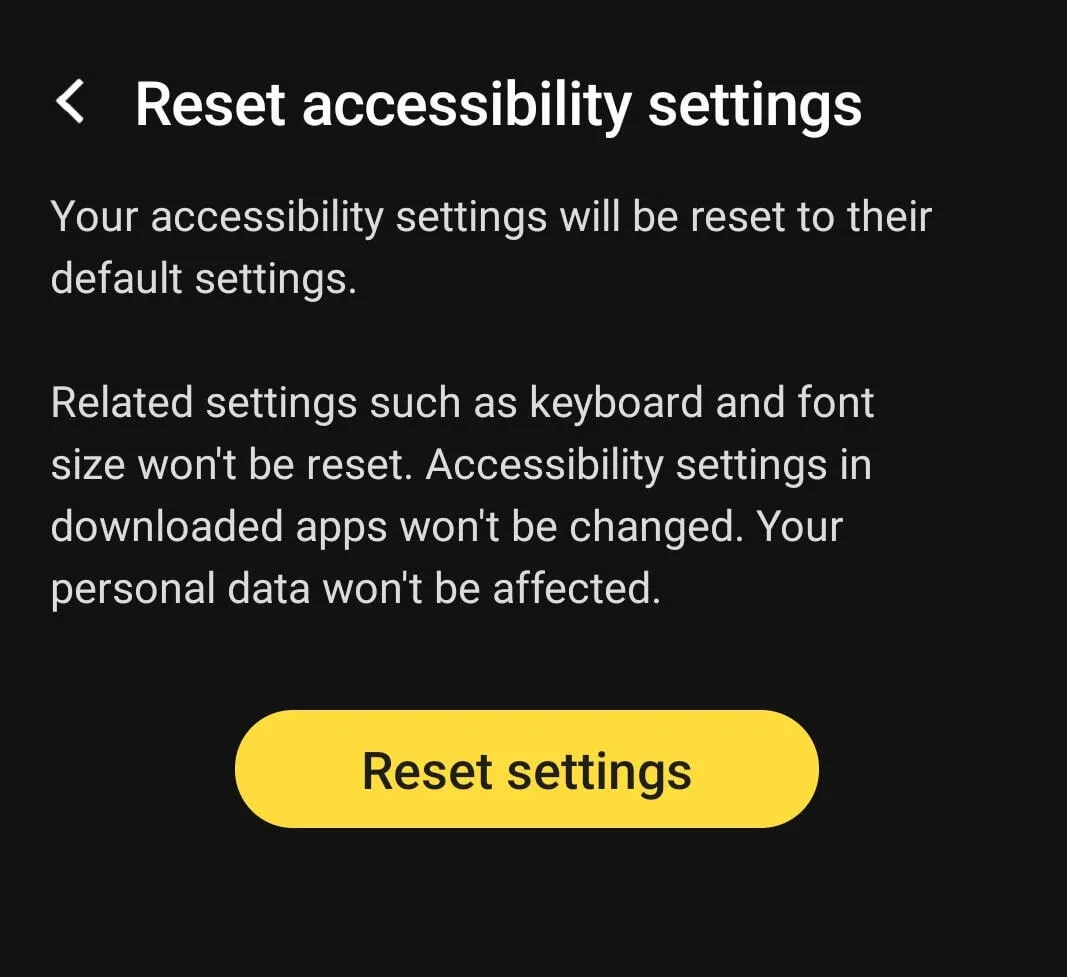 Reset accessibility settings
Your accessibility settings will be reset to their
default settings.
Related settings such as keyboard and font
size won't be reset. Accessibility settings in
downloaded apps won't be changed. Your
personal data won't be affected.
Reset settings